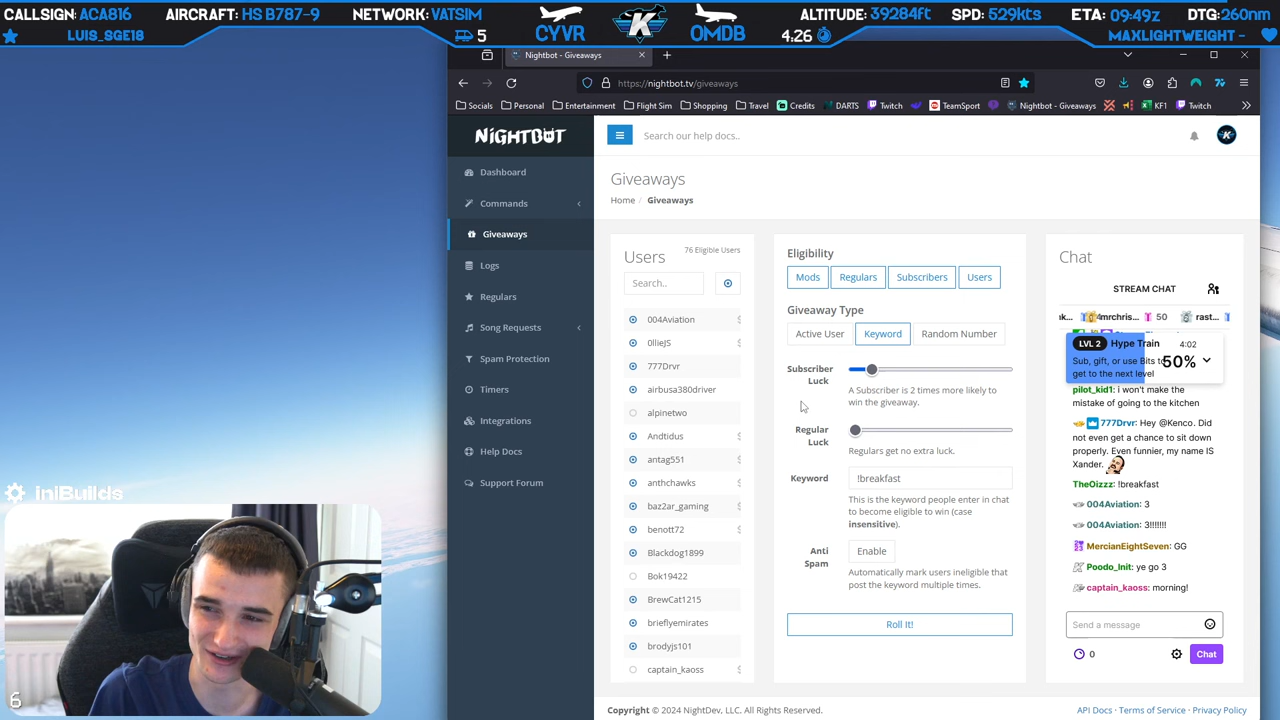 CALLSIGN: ACA816 AIRCRAFT: HS B787-9 NETWORK: VATSIM ALTITUDE: 39284ft SPD: 529kts ETA: 09:49z DTG: 260nm
LUIS_SGE18 5 CYVR K OMDB 4.26 MAXLIGHTWEIGHT -
Nightbot - Giveaways
https://nightbot.tv/giveaways
Socials Personal Entertainment Flight Sim Shopping Travel Credits DARTS Twitch TeamSport Nightbot - Giveaways KF1 Twitch
NIGHTBOT
Search our help docs..
Dashboard
Commands
Giveaways
Logs
Regulars
Song Requests
Spam Protection
Timers
Integrations
Help Docs
Support Forum
Giveaways
Home / Giveaways
Users
76 Eligible Users
Search..
004Aviation
0llieJS
777Drvr
airbusa380driver
alpinetwo
Andtidus
antag551
anthchawks
baz2ar_gaming
benott72
Blackdog1899
Bok19422
BrewCat1215
brieflyemirates
brodyjs101
captain_kaoss
Eligibility
Mods Regulars Subscribers Users
Giveaway Type
Active User Keyword Random Number
Subscriber Luck
A Subscriber is 2 times more likely to
win the giveaway.
Regular Luck
Regulars get no extra luck.
Keyword
!breakfast
This is the keyword people enter in chat
to become eligible to win (case
insensitive).
Anti Spam
Enable
Automatically mark users ineligible that
post the keyword multiple times.
Roll It!
Chat
STREAM CHAT
k... mrchris... 50 rast...
LVL 2 Hype Train 4:02
Sub, gift, or use Bits to
get to the next level
50%
pilot_kid1: i won't make the
mistake of going to the kitchen
777Drvr: Hey @Kenco. Did
not even get a chance to sit down
properly. Even funnier, my name IS
Xander.
TheOizzz: !breakfast
004Aviation: 3
004Aviation: 3!!!!!!!
MercianEightSeven: GG
Poodo_Init: ye go 3
captain_kaoss: morning!
Send a message
0
Chat
Copyright © 2024 NightDev, LLC. All Rights Reserved.
API Docs · Terms of Service · Privacy Policy
iniBuilds
6